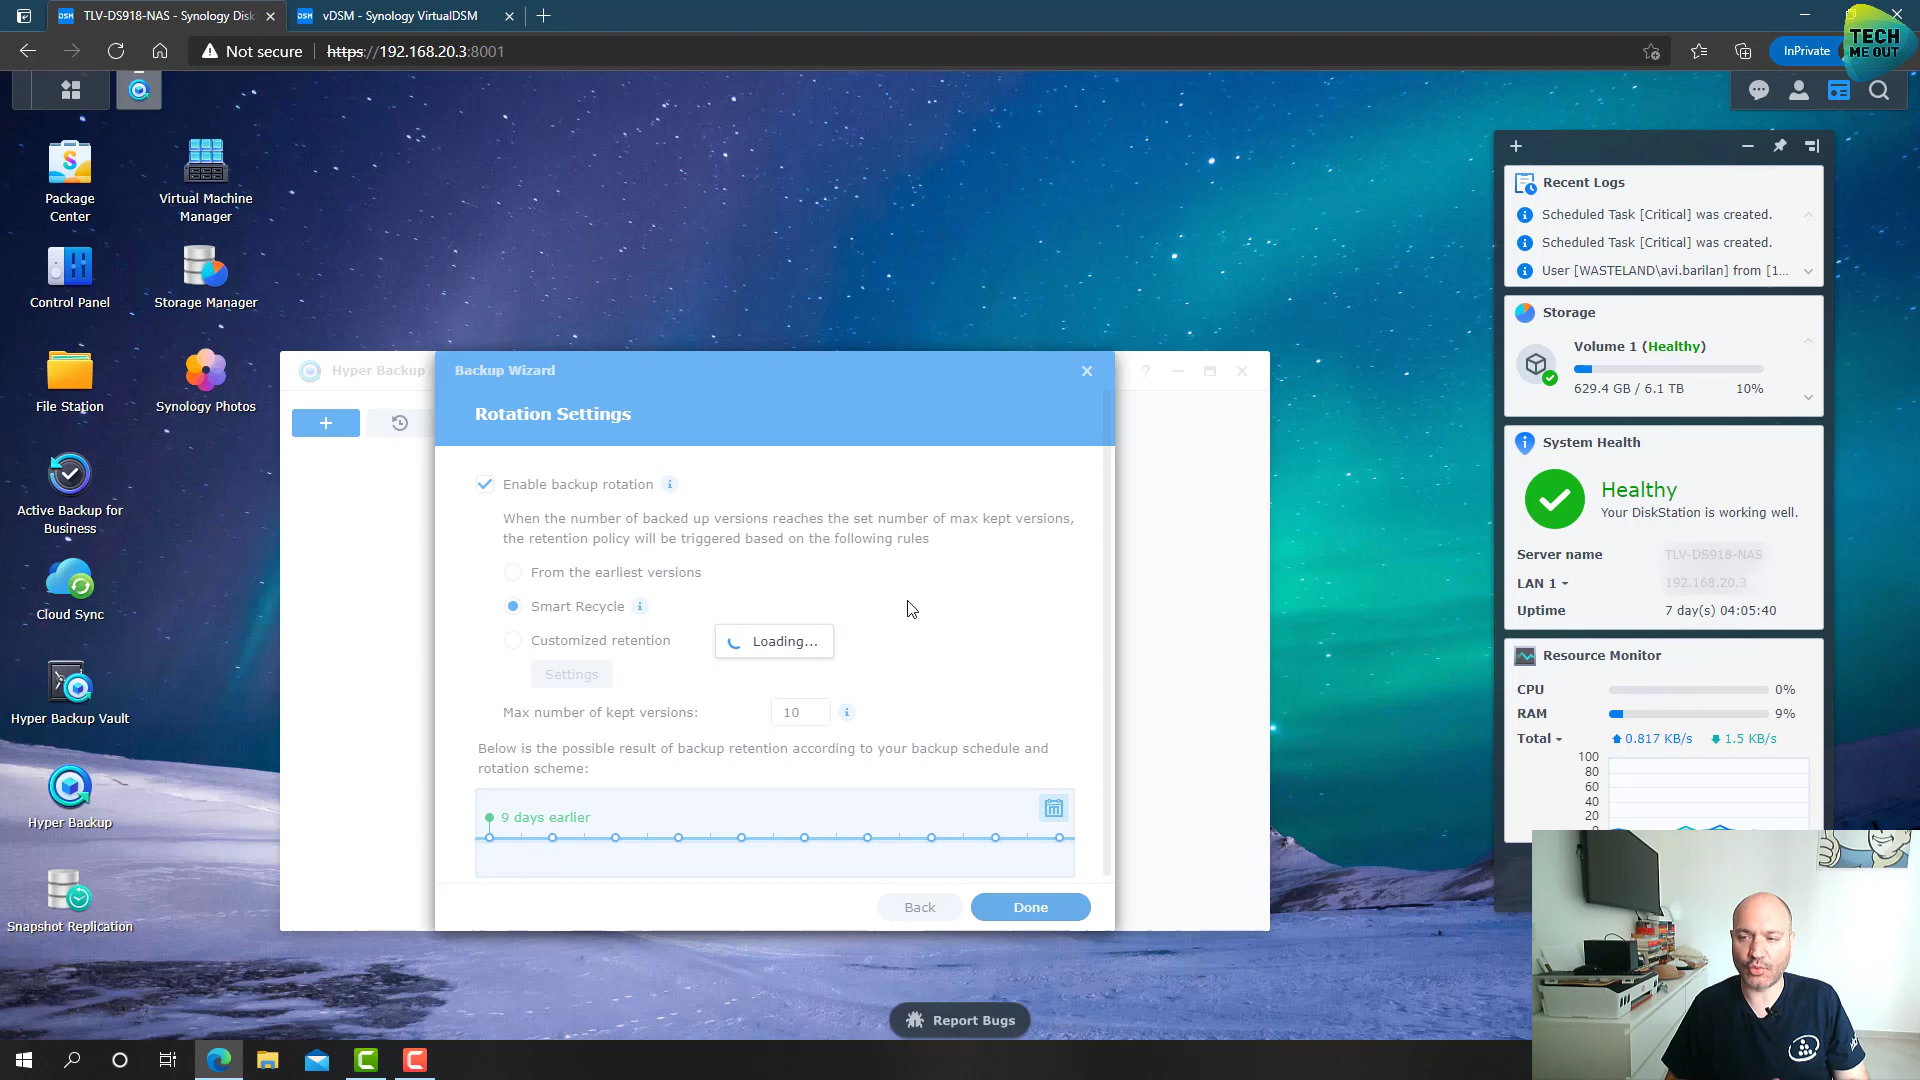 TLV-DS918-NAS - Synology Disk
vDSM - Synology VirtualDSM
Not secure
https://192.168.20.3:8001
InPrivate
TECH
ME OUT
Package
Center
Virtual Machine
Manager
Control Panel
Storage Manager
File Station
Synology Photos
Active Backup for
Business
Cloud Sync
Hyper Backup Vault
Hyper Backup
Snapshot Replication
Hyper Backup
Backup Wizard
Rotation Settings
Enable backup rotation
When the number of backed up versions reaches the set number of max kept versions,
the retention policy will be triggered based on the following rules
From the earliest versions
Smart Recycle
Customized retention
Settings
Loading...
Max number of kept versions:
10
Below is the possible result of backup retention according to your backup schedule and
rotation scheme:
9 days earlier
Back
Done
Report Bugs
Recent Logs
Scheduled Task [Critical] was created.
Scheduled Task [Critical] was created.
User [WASTELAND\avi.barilan] from [1...
Storage
Volume 1 (Healthy)
629.4 GB / 6.1 TB
10%
System Health
Healthy
Your DiskStation is working well.
Server name
TLV-DS918-NAS
LAN 1
192.168.20.3
Uptime
7 day(s) 04:05:40
Resource Monitor
CPU
0%
RAM
9%
Total
0.817 KB/s
1.5 KB/s
100
80
60
40
20